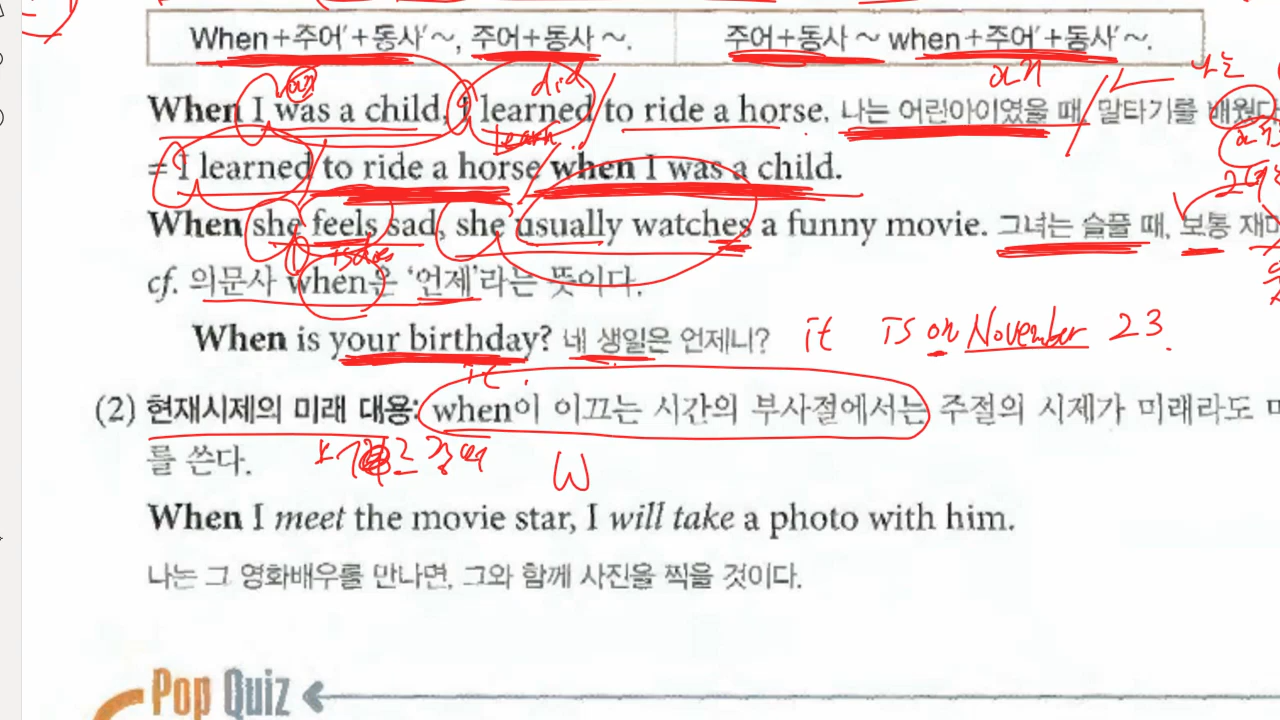 When+주어′+동사′~, 주어+동사 ~. 주어+동사 ~ when+주어′+동사′~.
did
når 나는
When I was a child, I learned to ride a horse. 나는 어린아이였을 때, 말타기를 배웠다
learn
= I learned to ride a horse when I was a child.
When she feels sad, she usually watches a funny movie. 그녀는 슬플 때, 보통 재미
cf. 의문사 when은 ‘언제’라는 뜻이다.
When is your birthday? 네 생일은 언제니? it is on November 23.
it
(2) 현재시제의 미래 대용: when이 이끄는 시간의 부사절에서는 주절의 시제가 미래라도
를 쓴다. W
When I meet the movie star, I will take a photo with him.
나는 그 영화배우를 만나면, 그와 함께 사진을 찍을 것이다.
Pop Quiz